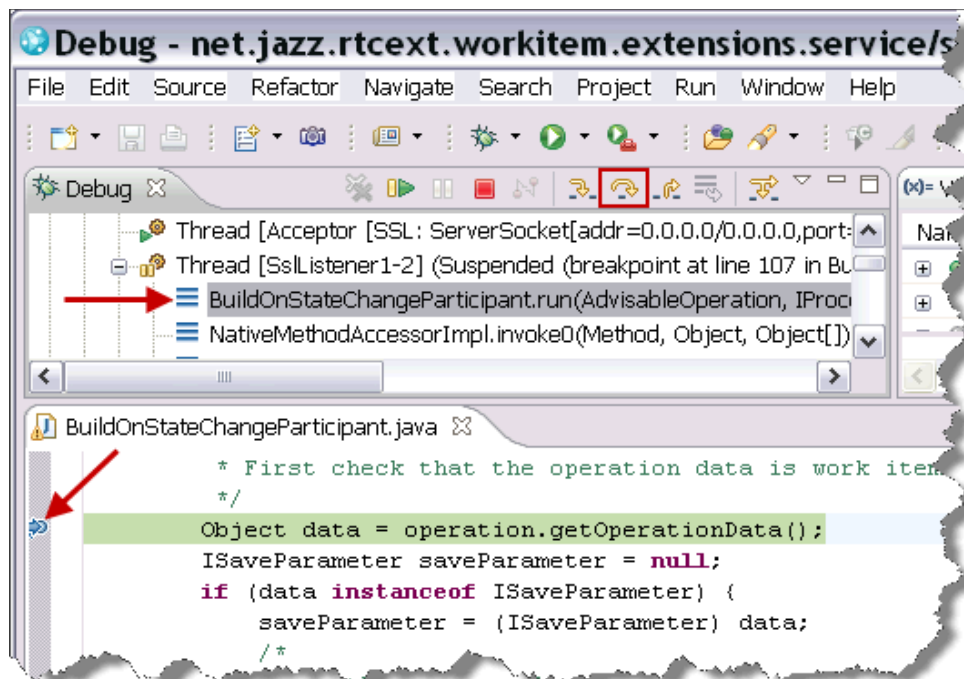 Debug - net.jazz.rtcext.workitem.extensions.service/s
File Edit Source Refactor Navigate Search Project Run Window Help
Debug
(x)=
Thread [Acceptor [SSL: ServerSocket[addr=0.0.0.0/0.0.0.0,port=
Thread [SslListener1-2] (Suspended (breakpoint at line 107 in Bu
BuildOnStateChangeParticipant.run(AdvisableOperation, IProc
NativeMethodAccessorImpl.invoke0(Method, Object, Object[])
BuildOnStateChangeParticipant.java
* First check that the operation data is work item
*/
Object data = operation.getOperationData();
ISaveParameter saveParameter = null;
if (data instanceof ISaveParameter) {
saveParameter = (ISaveParameter) data;
/*